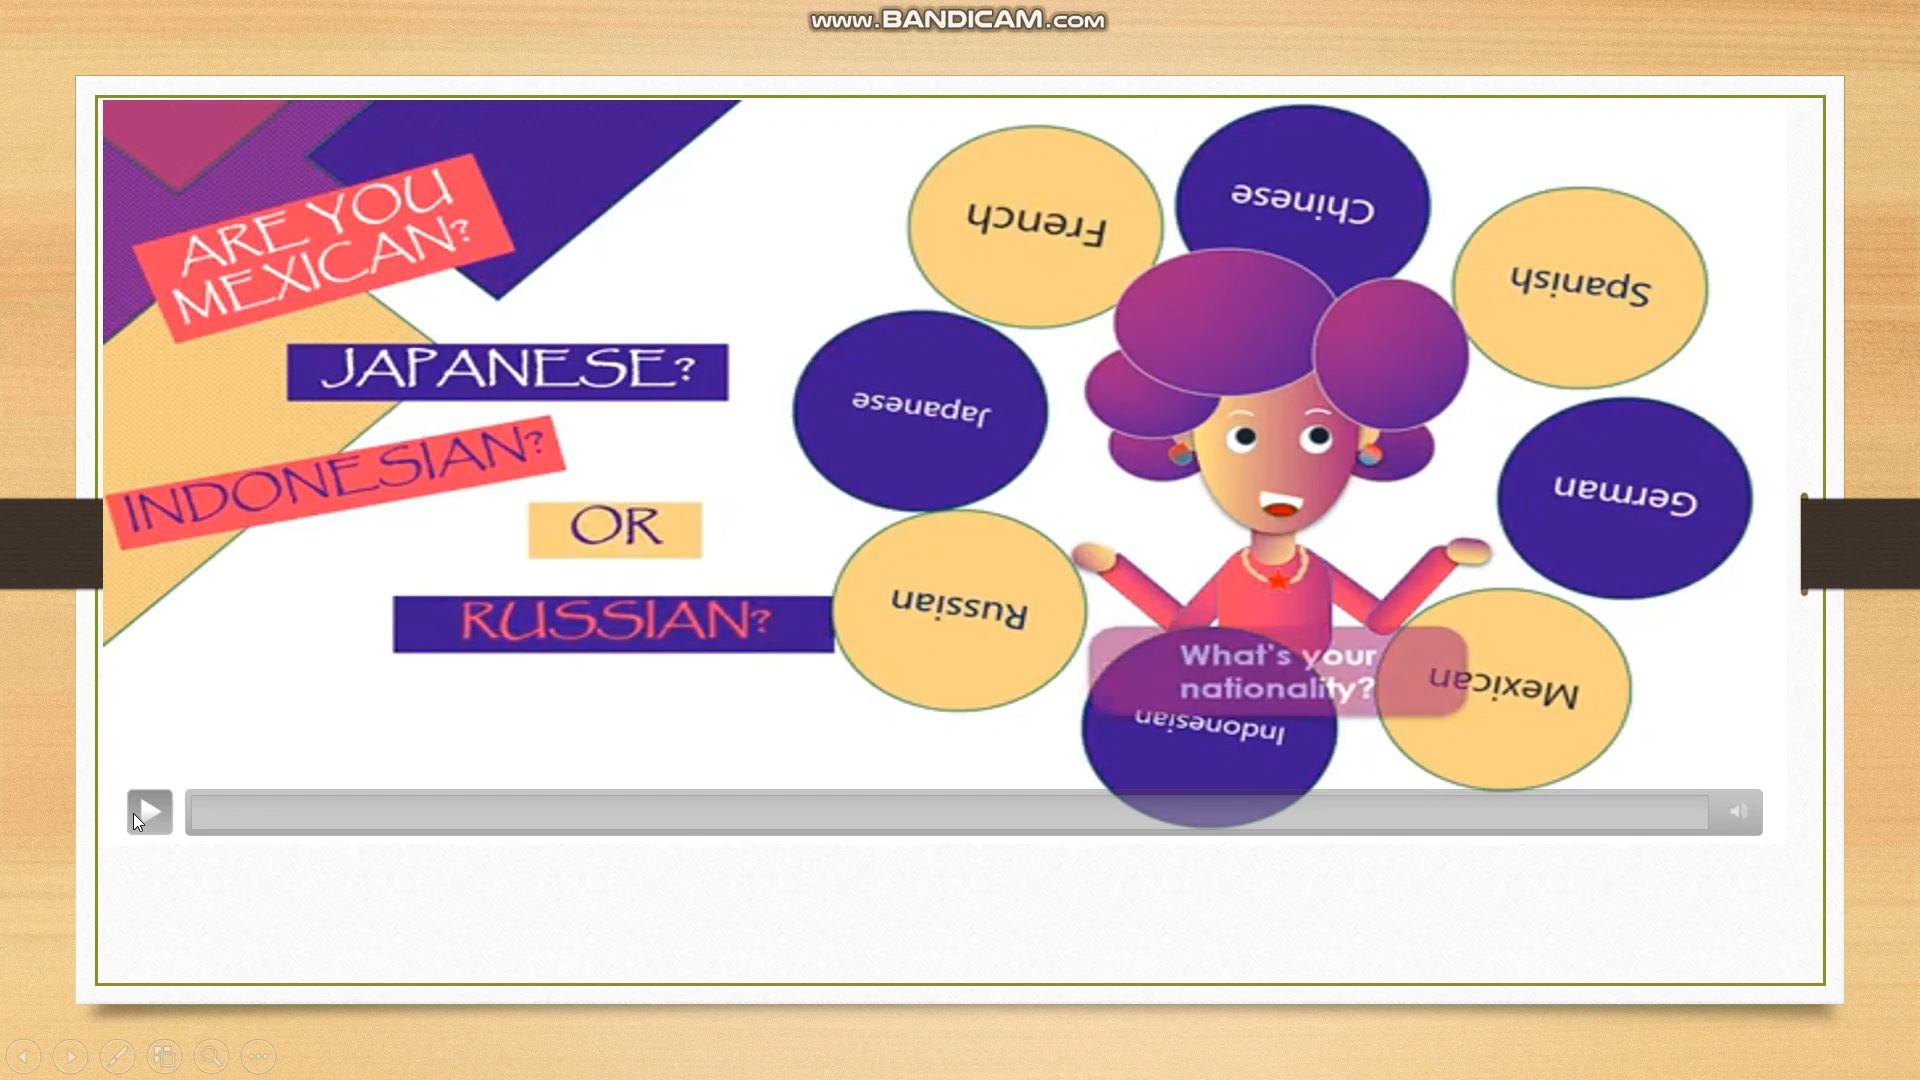 www.BANDICAM.com
ARE YOU
MEXICAN?
JAPANESE?
INDONESIAN?
OR
RUSSIAN?
French
Chinese
Spanish
Japanese
German
Russian
What's your
nationality?
Mexican
Indonesian